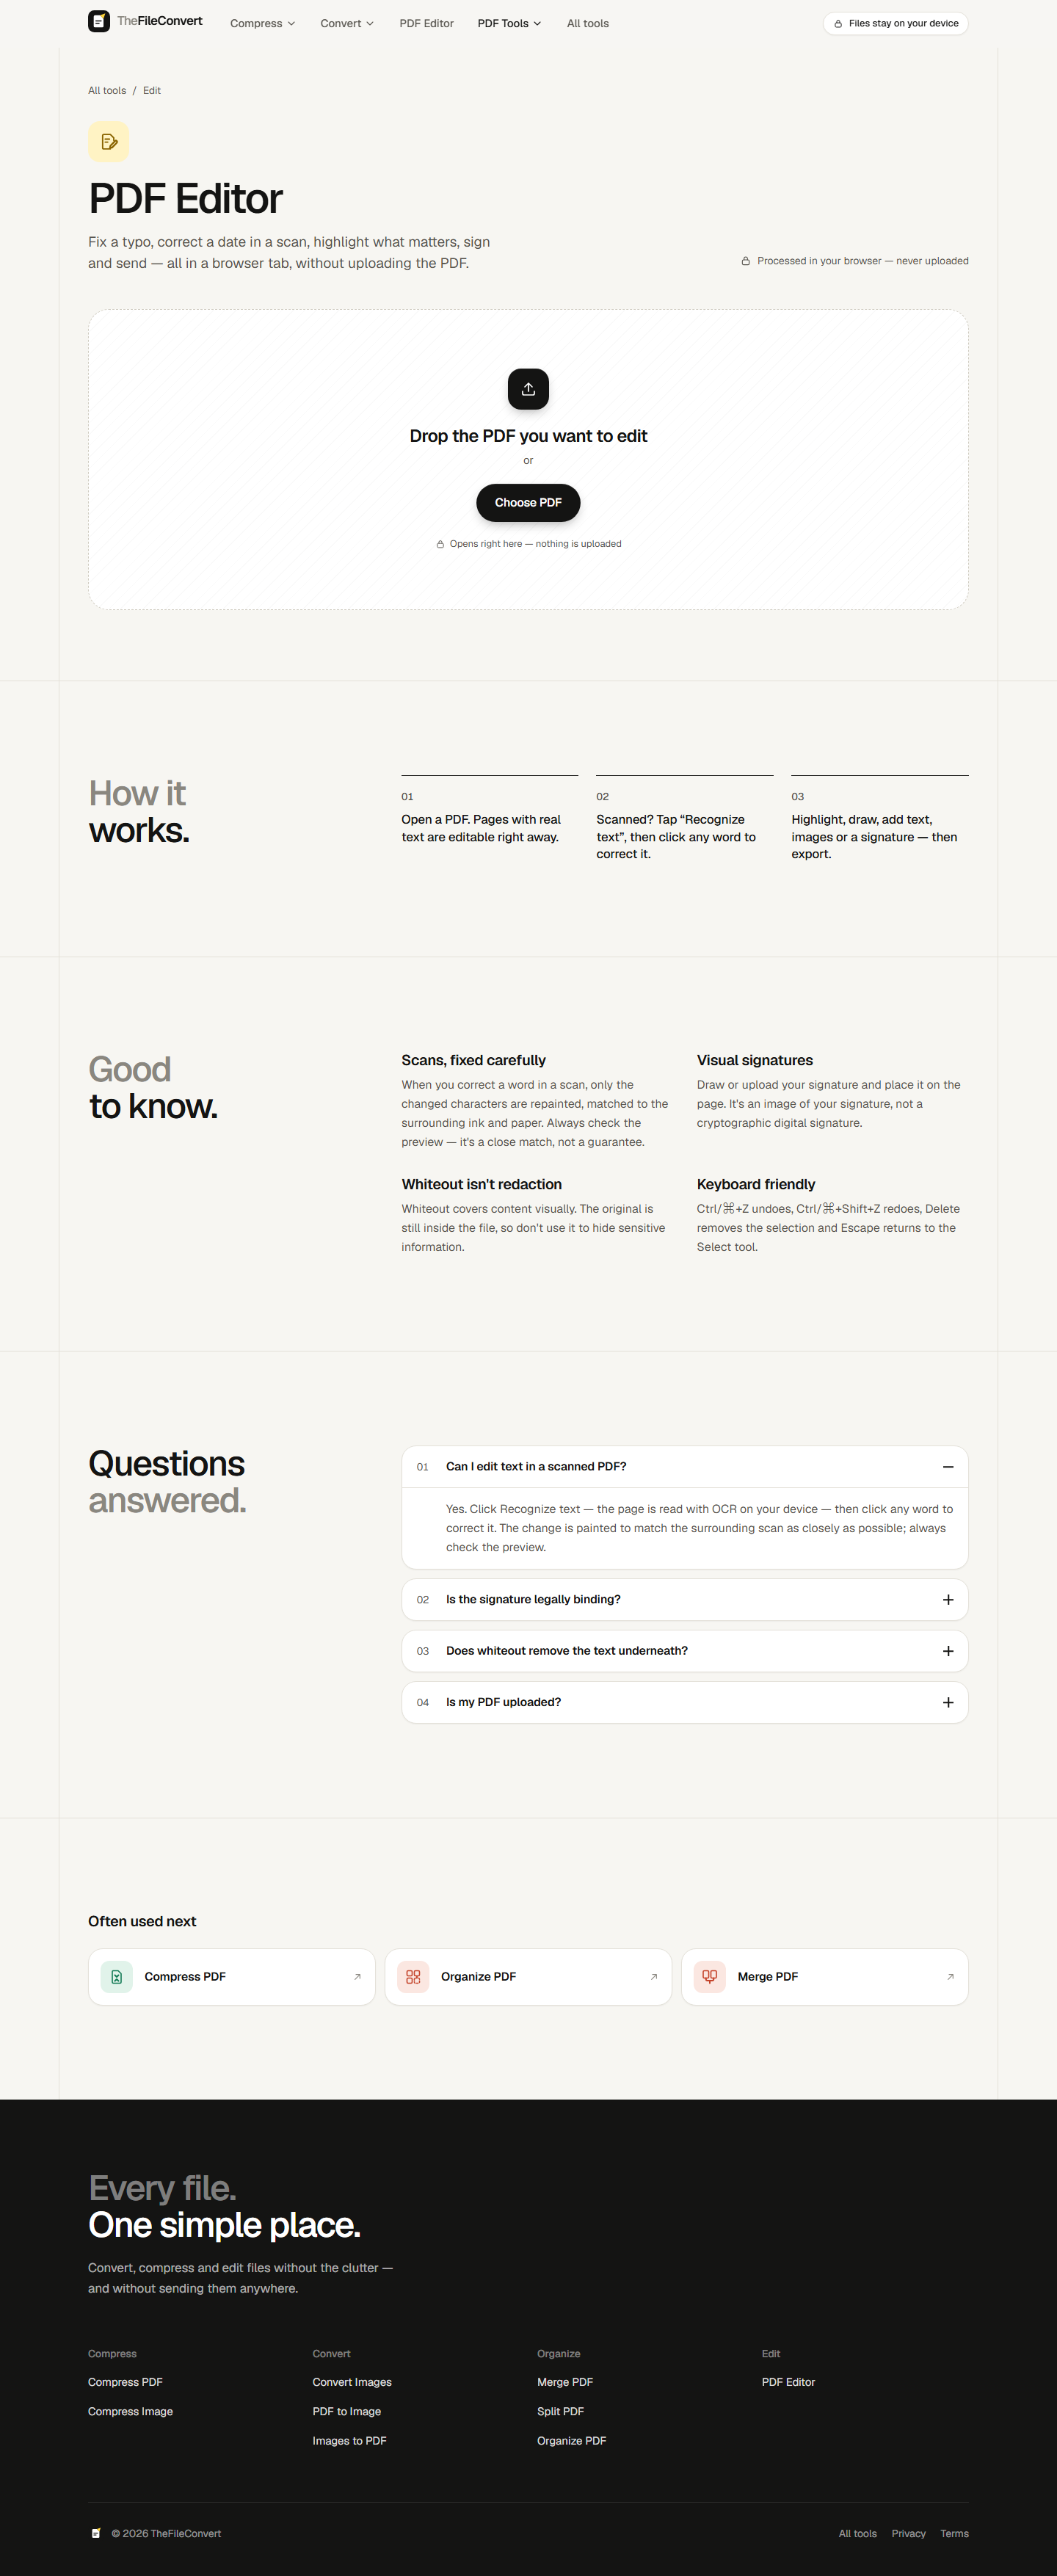 TheFileConvert
Compress
Convert
PDF Editor
PDF Tools
All tools
Files stay on your device
All tools / Edit
PDF Editor
Fix a typo, correct a date in a scan, highlight what matters, sign
and send — all in a browser tab, without uploading the PDF.
Processed in your browser — never uploaded
Drop the PDF you want to edit
or
Choose PDF
Opens right here — nothing is uploaded
How it
works.
01
Open a PDF. Pages with real
text are editable right away.
02
Scanned? Tap “Recognize
text”, then click any word to
correct it.
03
Highlight, draw, add text,
images or a signature — then
export.
Good
to know.
Scans, fixed carefully
When you correct a word in a scan, only the
changed characters are repainted, matched to the
surrounding ink and paper. Always check the
preview — it's a close match, not a guarantee.
Visual signatures
Draw or upload your signature and place it on the
page. It's an image of your signature, not a
cryptographic digital signature.
Whiteout isn't redaction
Whiteout covers content visually. The original is
still inside the file, so don't use it to hide sensitive
information.
Keyboard friendly
Ctrl/⌘+Z undoes, Ctrl/⌘+Shift+Z redoes, Delete
removes the selection and Escape returns to the
Select tool.
Questions
answered.
01 Can I edit text in a scanned PDF?
Yes. Click Recognize text — the page is read with OCR on your device — then click any word to
correct it. The change is painted to match the surrounding scan as closely as possible; always
check the preview.
02 Is the signature legally binding?
03 Does whiteout remove the text underneath?
04 Is my PDF uploaded?
Often used next
Compress PDF
Organize PDF
Merge PDF
Every file.
One simple place.
Convert, compress and edit files without the clutter —
and without sending them anywhere.
Compress
Compress PDF
Compress Image
Convert
Convert Images
PDF to Image
Images to PDF
Organize
Merge PDF
Split PDF
Organize PDF
Edit
PDF Editor
© 2026 TheFileConvert
All tools
Privacy
Terms